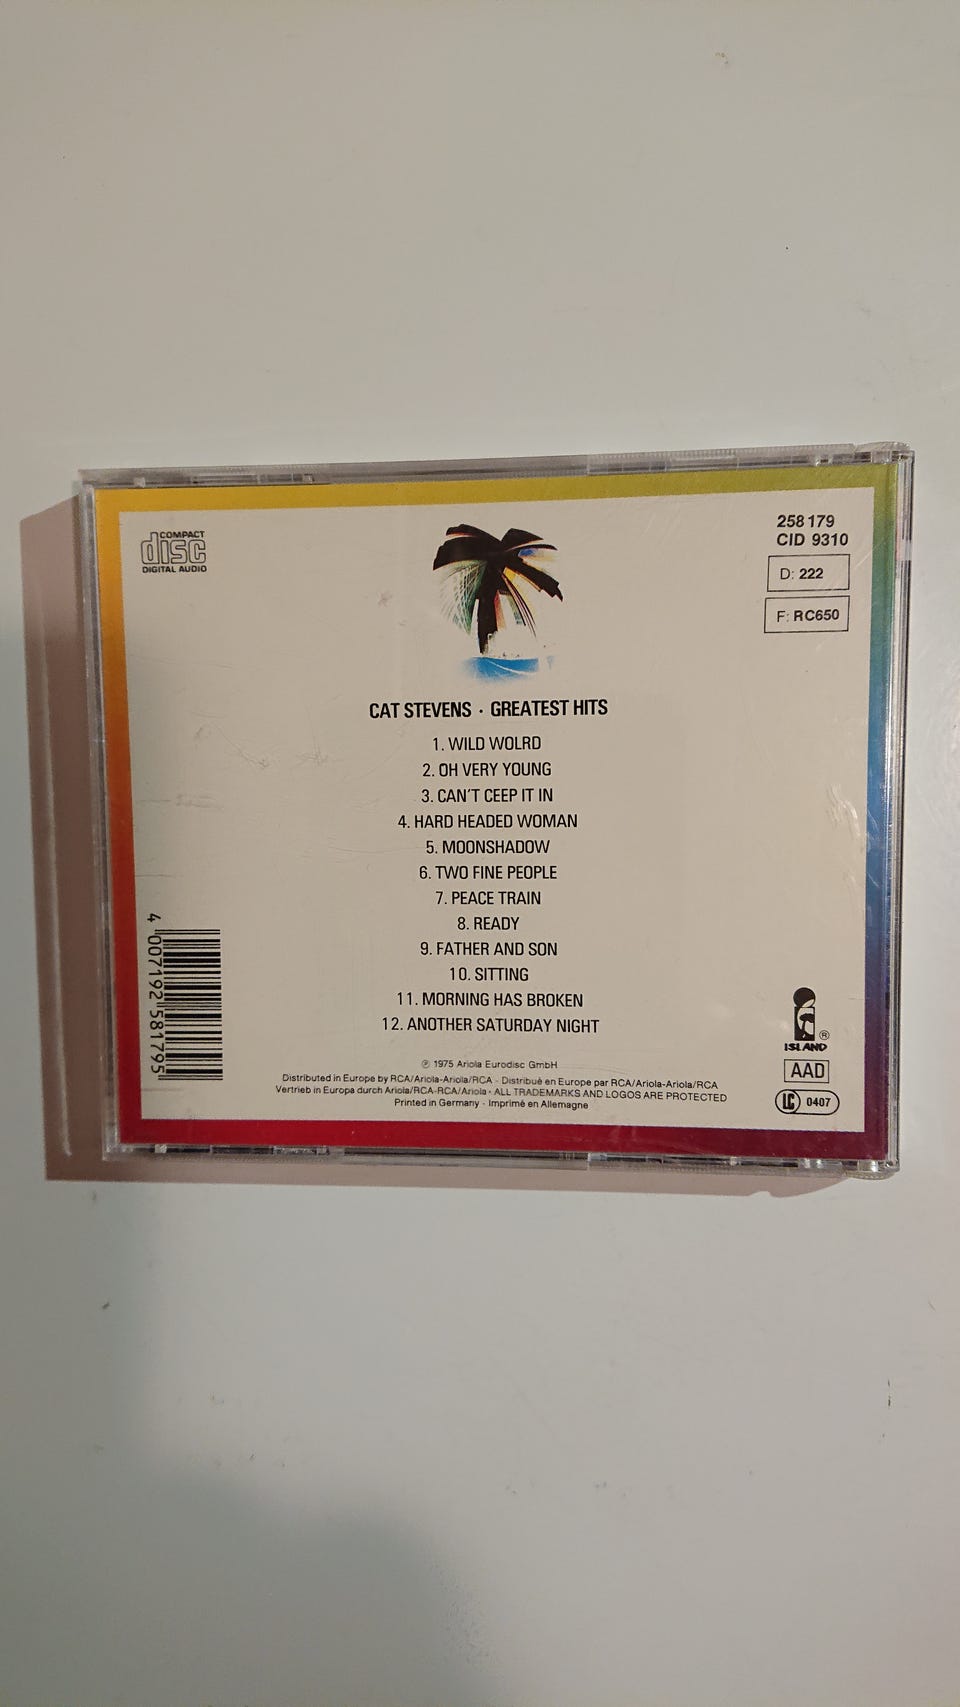 COMPACT
disc
DIGITAL AUDIO
258 179
CID 9310
D: 222
F: RC650
CAT STEVENS · GREATEST HITS
1. WILD WOLRD
2. OH VERY YOUNG
3. CAN'T CEEP IT IN
4. HARD HEADED WOMAN
5. MOONSHADOW
6. TWO FINE PEOPLE
7. PEACE TRAIN
8. READY
9. FATHER AND SON
10. SITTING
11. MORNING HAS BROKEN
12. ANOTHER SATURDAY NIGHT
4 007192 581795
℗ 1975 Ariola Eurodisc GmbH
Distributed in Europe by RCA/Ariola-Ariola/RCA - Distribué en Europe par RCA/Ariola-Ariola/RCA
Vertrieb in Europa durch Ariola/RCA-RCA/Ariola · ALL TRADEMARKS AND LOGOS ARE PROTECTED
Printed in Germany - Imprimé en Allemagne
®
ISLAND
AAD
LC 0407